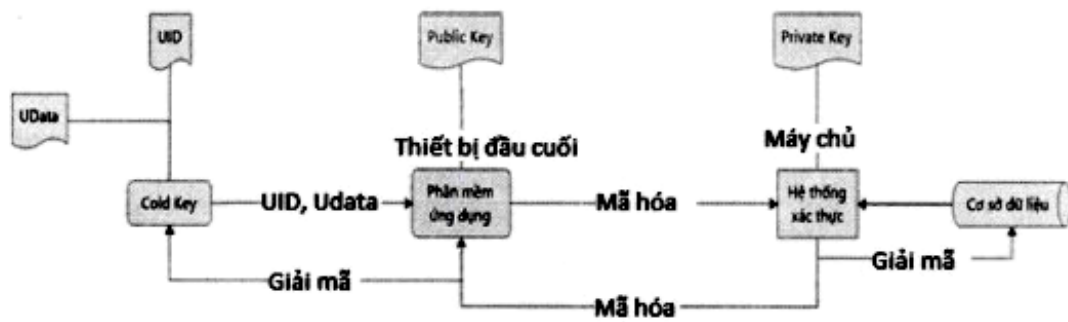 UID
Public Key
Private Key
UData
Thiết bị đầu cuối
Máy chủ
Cold Key
UID, Udata
Phần mềm
ứng dụng
Mã hóa
Hệ thống
xác thực
Cơ sở dữ liệu
Giải mã
Giải mã
Mã hóa